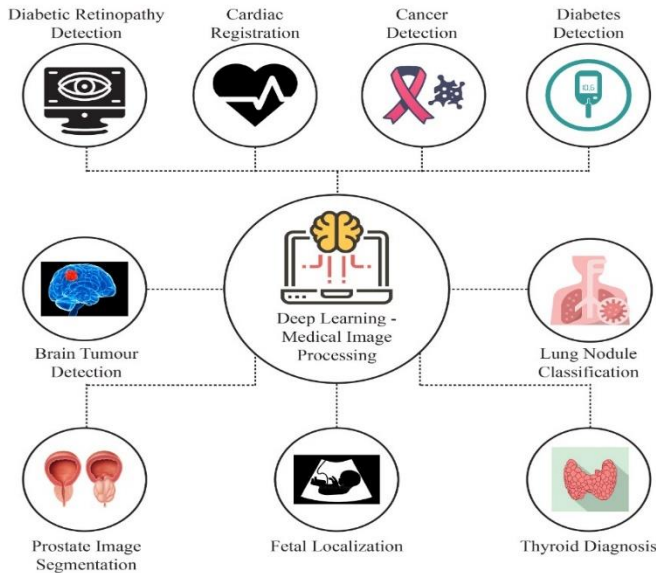 Diabetic Retinopathy
Detection
Cardiac
Registration
Cancer
Detection
Diabetes
Detection
Deep Learning -
Medical Image
Processing
Brain Tumour
Detection
Lung Nodule
Classification
Prostate Image
Segmentation
Fetal Localization
Thyroid Diagnosis